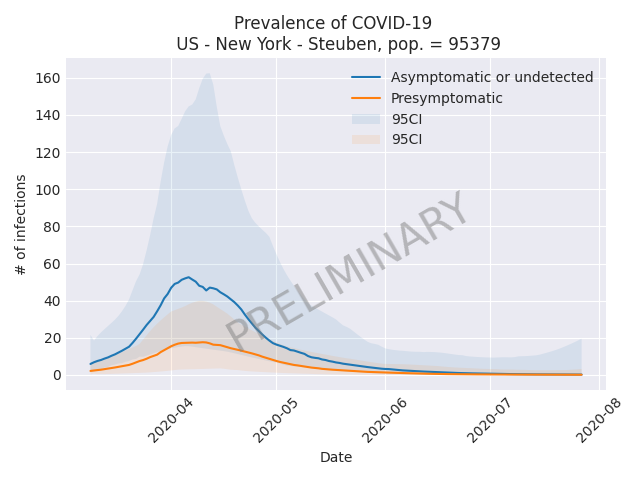 Prevalence of COVID-19
US - New York - Steuben, pop. = 95379
Asymptomatic or undetected
Presymptomatic
95CI
95CI
160
140
120
100
80
60
40
20
0
# of infections
PRELIMINARY
2020-04
2020-05
2020-06
2020-07
2020-08
Date